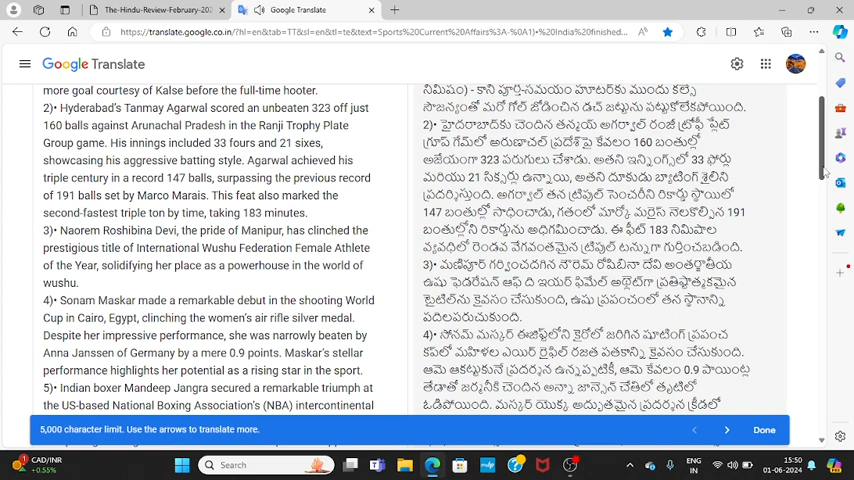 The-Hindu-Review-February-202
Google Translate
https://translate.google.co.in/?hl=en&tab=TT&sl=en&tl=te&text=Sports%20Current%20Affairs%3A-%0A1)•%20India%20finished...
Google Translate
more goal courtesy of Kalse before the full-time hooter.
2)• Hyderabad's Tanmay Agarwal scored an unbeaten 323 off just
160 balls against Arunachal Pradesh in the Ranji Trophy Plate
Group game. His innings included 33 fours and 21 sixes,
showcasing his aggressive batting style. Agarwal achieved his
triple century in a record 147 balls, surpassing the previous record
of 191 balls set by Marco Marais. This feat also marked the
second-fastest triple ton by time, taking 183 minutes.
3)• Naorem Roshibina Devi, the pride of Manipur, has clinched the
prestigious title of International Wushu Federation Female Athlete
of the Year, solidifying her place as a powerhouse in the world of
wushu.
4)• Sonam Maskar made a remarkable debut in the shooting World
Cup in Cairo, Egypt, clinching the women's air rifle silver medal.
Despite her impressive performance, she was narrowly beaten by
Anna Janssen of Germany by a mere 0.9 points. Maskar's stellar
performance highlights her potential as a rising star in the sport.
5)• Indian boxer Mandeep Jangra secured a remarkable triumph at
the US-based National Boxing Association's (NBA) intercontinental
నిమిషం) - కాని పూర్తి-సమయం హూటర్‌కు ముందు కల్సే
సౌజన్యంతో మరో గోల్ జోడించిన డచ్ జట్టును పట్టుకోలేకపోయింది.
2)• హైదరాబాద్‌కు చెందిన తన్మయ్ అగర్వాల్ రంజీ ట్రోఫీ ప్లేట్
గ్రూప్ గేమ్‌లో అరుణాచల్ ప్రదేశ్‌పై కేవలం 160 బంతుల్లో
అజేయంగా 323 పరుగులు చేశాడు. అతని ఇన్నింగ్స్‌లో 33 ఫోర్లు
మరియు 21 సిక్సర్లు ఉన్నాయి, అతని దూకుడు బ్యాటింగ్ శైలిని
ప్రదర్శిస్తుంది. అగర్వాల్ తన ట్రిపుల్ సెంచరీని రికార్డు స్థాయిలో
147 బంతుల్లో సాధించాడు, గతంలో మార్కో మరైస్ నెలకొల్పిన 191
బంతుల్లోని రికార్డును అధిగమించాడు. ఈ ఫీట్ 183 నిమిషాల
వ్యవధిలో రెండవ వేగవంతమైన ట్రిపుల్ టన్నుగా గుర్తించబడింది.
3)• మణిపూర్ గర్వించదగిన నౌరెమ్ రోషిబినా దేవి అంతర్జాతీయ
ఉషు ఫెడరేషన్ ఆఫ్ ది ఇయర్ ఫిమేల్ అథ్లెట్‌గా ప్రతిష్టాత్మకమైన
టైటిల్‌ను కైవసం చేసుకుంది, ఉషు ప్రపంచంలో తన స్థానాన్ని
పదిలపరుచుకుంది.
4)• సోనమ్ మస్కర్ ఈజిప్ట్‌లోని కైరోలో జరిగిన షూటింగ్ ప్రపంచ
కప్‌లో మహిళల ఎయిర్ రైఫిల్ రజత పతకాన్ని కైవసం చేసుకుంది.
ఆమె ఆకట్టుకునే ప్రదర్శన ఉన్నప్పటికీ, ఆమె కేవలం 0.9 పాయింట్ల
తేడాతో జర్మనీకి చెందిన అన్నా జాన్సెన్ చేతిలో తృటిలో
ఓడిపోయింది. మస్కర్ యొక్క అద్భుతమైన ప్రదర్శన క్రీడలో
5,000 character limit. Use the arrows to translate more.
Done
CAD/INR
+0.55%
Search
ENG
IN
15:50
01-06-2024